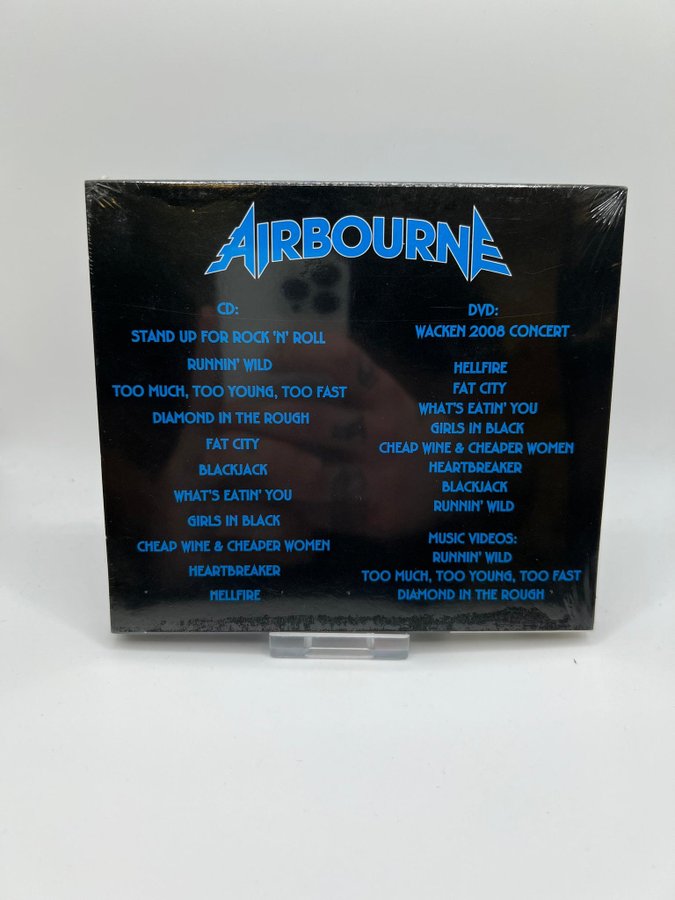 AIRBOURNE
CD:
STAND UP FOR ROCK 'N' ROLL
RUNNIN' WILD
TOO MUCH, TOO YOUNG, TOO FAST
DIAMOND IN THE ROUGH
FAT CITY
BLACKJACK
WHAT'S EATIN' YOU
GIRLS IN BLACK
CHEAP WINE & CHEAPER WOMEN
HEARTBREAKER
HELLFIRE
DVD:
WACKEN 2008 CONCERT
HELLFIRE
FAT CITY
WHAT'S EATIN' YOU
GIRLS IN BLACK
CHEAP WINE & CHEAPER WOMEN
HEARTBREAKER
BLACKJACK
RUNNIN' WILD
MUSIC VIDEOS:
RUNNIN' WILD
TOO MUCH, TOO YOUNG, TOO FAST
DIAMOND IN THE ROUGH